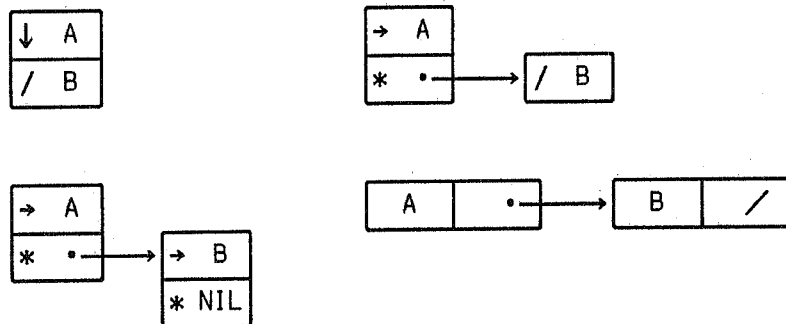 ↓ A
/ B
→ A
* •
/ B
→ A
* •
→ B
* NIL
A •
B /